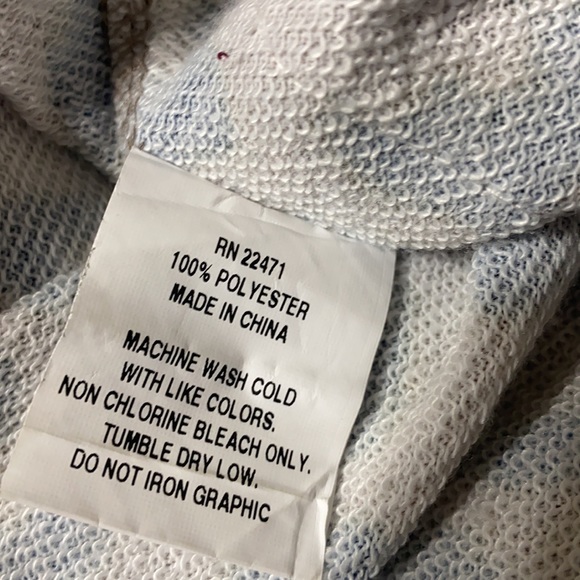 RN 22471
100% POLYESTER
MADE IN CHINA
MACHINE WASH COLD
WITH LIKE COLORS.
NON CHLORINE BLEACH ONLY.
TUMBLE DRY LOW.
DO NOT IRON GRAPHIC